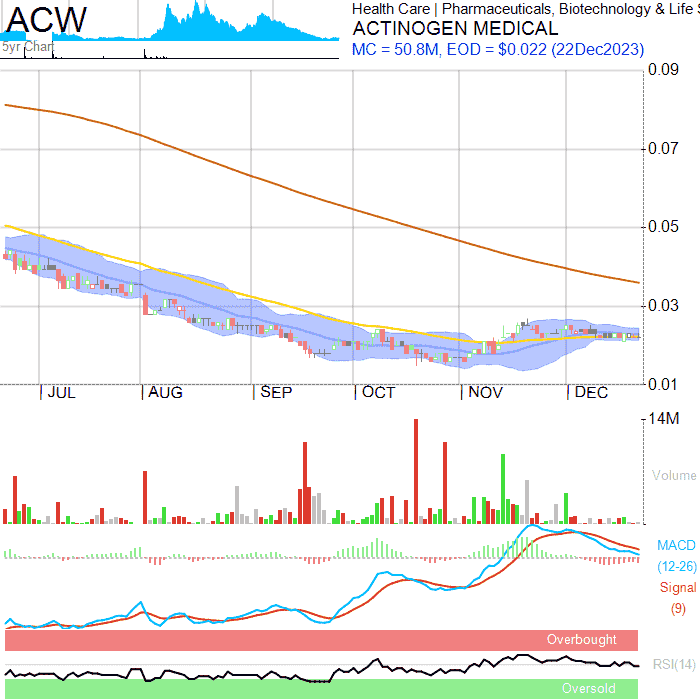 ACW
Health Care | Pharmaceuticals, Biotechnology & Life S
ACTINOGEN MEDICAL
5yr Chart
MC = 50.8M, EOD = $0.022 (22Dec2023)
0.09
0.07
0.05
0.03
0.01
JUL AUG SEP OCT NOV DEC
14M
Volume
MACD
(12-26)
Signal
(9)
Overbought
RSI(14)
Oversold